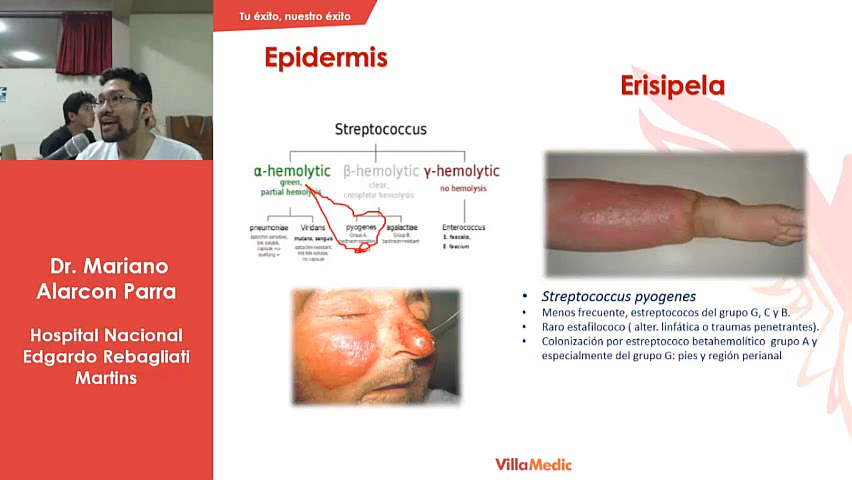 Tu éxito, nuestro éxito
Epidermis
Erisipela
Streptococcus
α-hemolytic
β-hemolytic
γ-hemolytic
green,
partial hemolysis
clear,
complete hemolysis
no hemolysis
pneumoniae
Viridans
mutans, sanguis
pyogenes
Group A,
agalactiae
Group B,
Enterococcus
E. faecalis,
E. faecium
Dr. Mariano
Alarcon Parra
Hospital Nacional
Edgardo Rebagliati
Martins
• Streptococcus pyogenes
• Menos frecuente, estreptococos del grupo G, C y B.
• Raro estafilococo ( alter. linfática o traumas penetrantes).
• Colonización por estreptococo betahemolítico grupo A y
especialmente del grupo G: pies y región perianal
VillaMedic